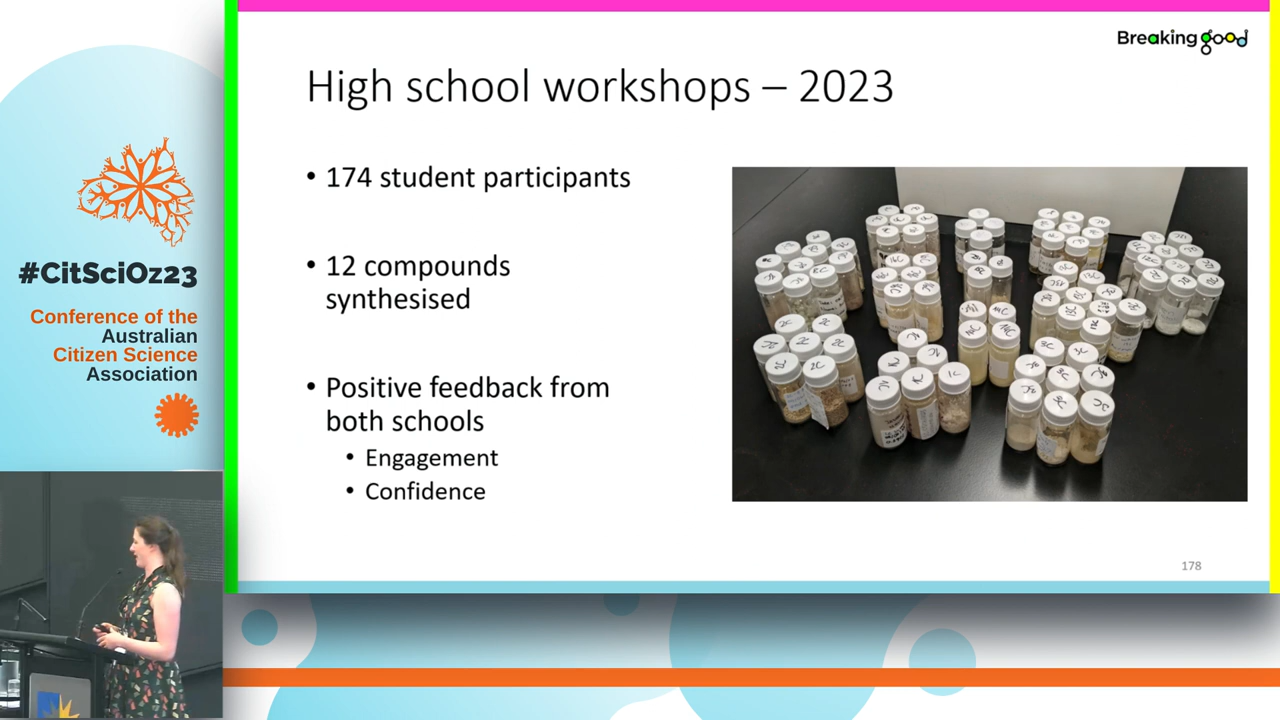 Breaking good
High school workshops – 2023
• 174 student participants
• 12 compounds
synthesised
• Positive feedback from
both schools
• Engagement
• Confidence
178
#CitSciOz23
Conference of the
Australian
Citizen Science
Association